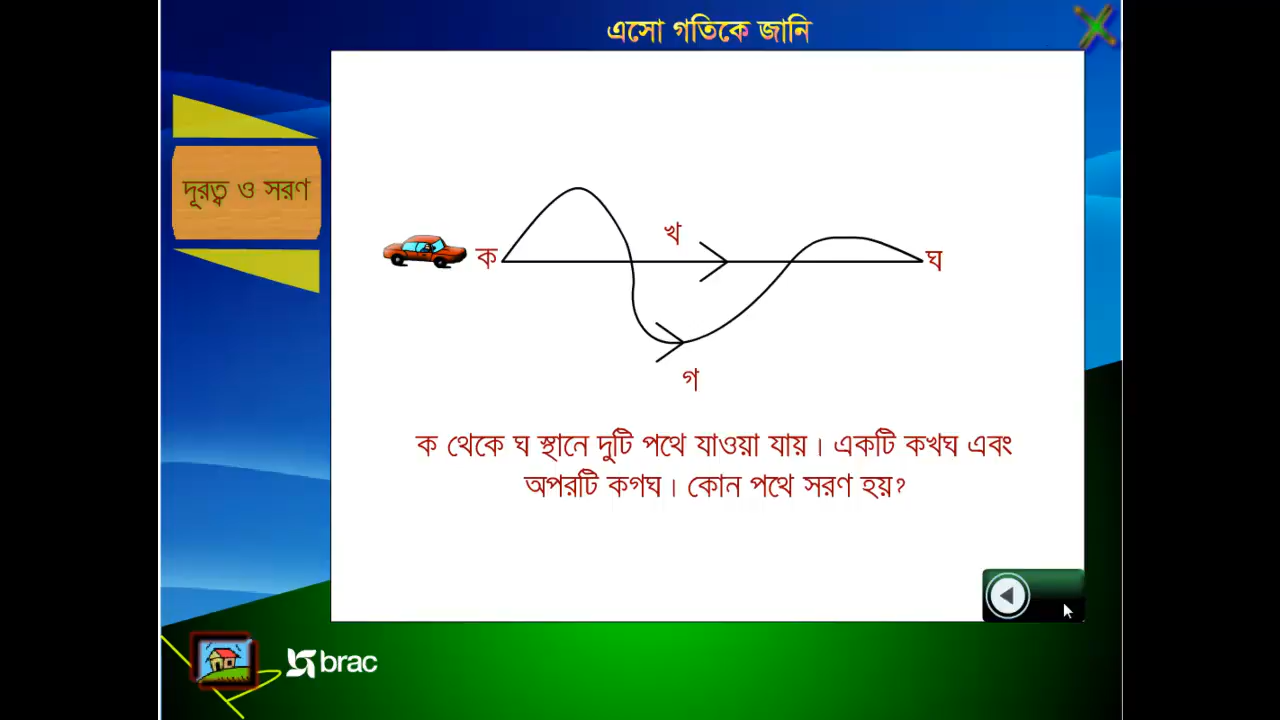 এসো গতিকে জানি
দূরত্ব ও সরণ
খ
ক
ঘ
গ
ক থেকে ঘ স্থানে দুটি পথে যাওয়া যায়। একটি কখঘ এবং
অপরটি কগঘ। কোন পথে সরণ হয়?
brac